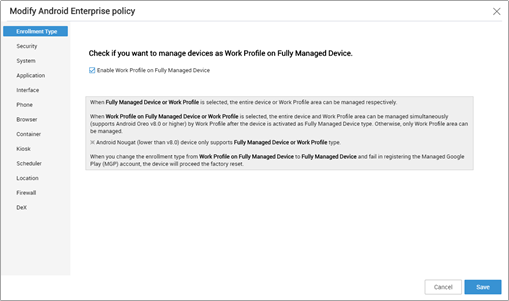 Modify Android Enterprise policy
Enrollment Type
Security
System
Application
Interface
Phone
Browser
Container
Kiosk
Scheduler
Location
Firewall
DeX
Check if you want to manage devices as Work Profile on Fully Managed Device.
Enable Work Profile on Fully Managed Device
When Fully Managed Device or Work Profile is selected, the entire device or Work Profile area can be managed respectively.
When Work Profile on Fully Managed Device or Work Profile is selected, the entire device and Work Profile area can be managed simultaneously
(supports Android Oreo v8.0 or higher) by Work Profile after the device is activated as Fully Managed Device type. Otherwise, only Work Profile area can
be managed.
※ Android Nougat (lower than v8.0) device only supports Fully Managed Device or Work Profile type.
When you change the enrollment type from Work Profile on Fully Managed Device to Fully Managed Device and fail in registering the Managed Google
Play (MGP) account, the device will proceed the factory reset.
Cancel
Save